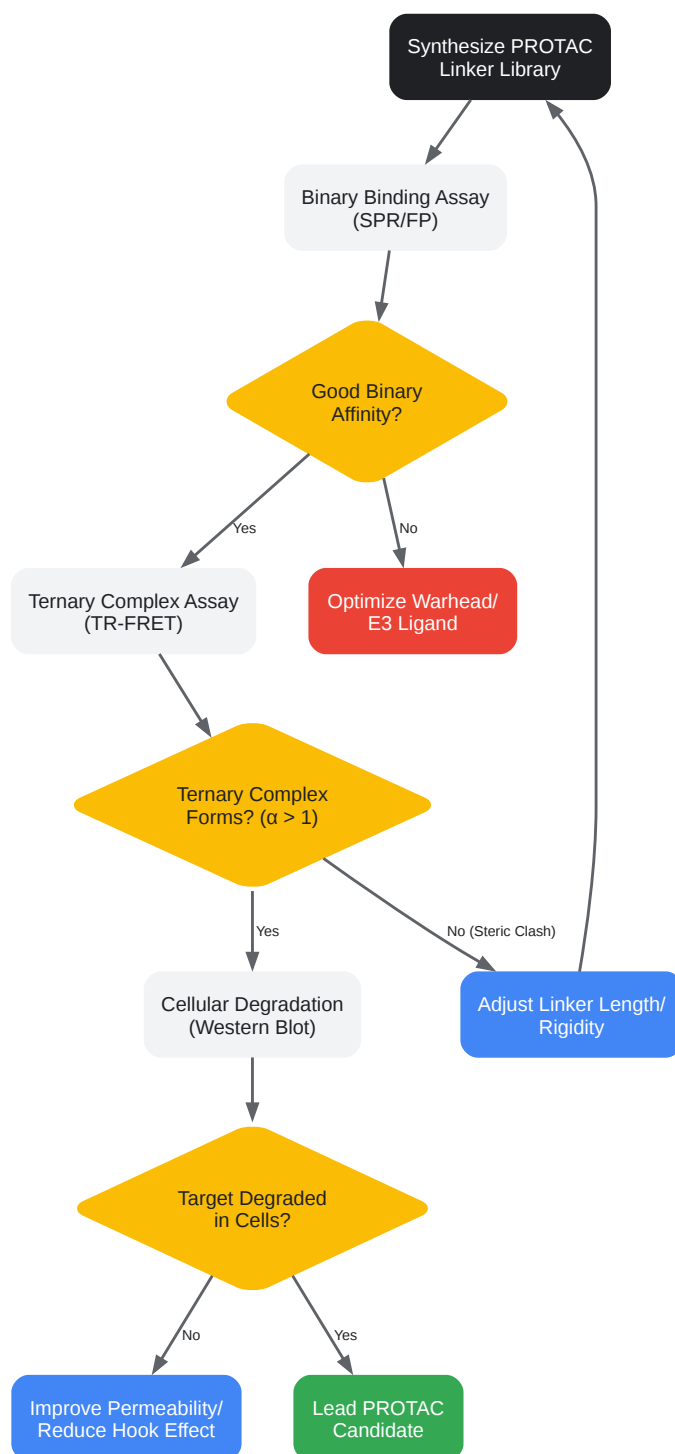 Synthesize PROTAC
Linker Library
Binary Binding Assay
(SPR/FP)
Good Binary
Affinity?
Yes
No
Ternary Complex Assay
(TR-FRET)
Optimize Warhead/
E3 Ligand
Ternary Complex
Forms? (α > 1)
Yes
No (Steric Clash)
Cellular Degradation
(Western Blot)
Adjust Linker Length/
Rigidity
Target Degraded
in Cells?
No
Yes
Improve Permeability/
Reduce Hook Effect
Lead PROTAC
Candidate